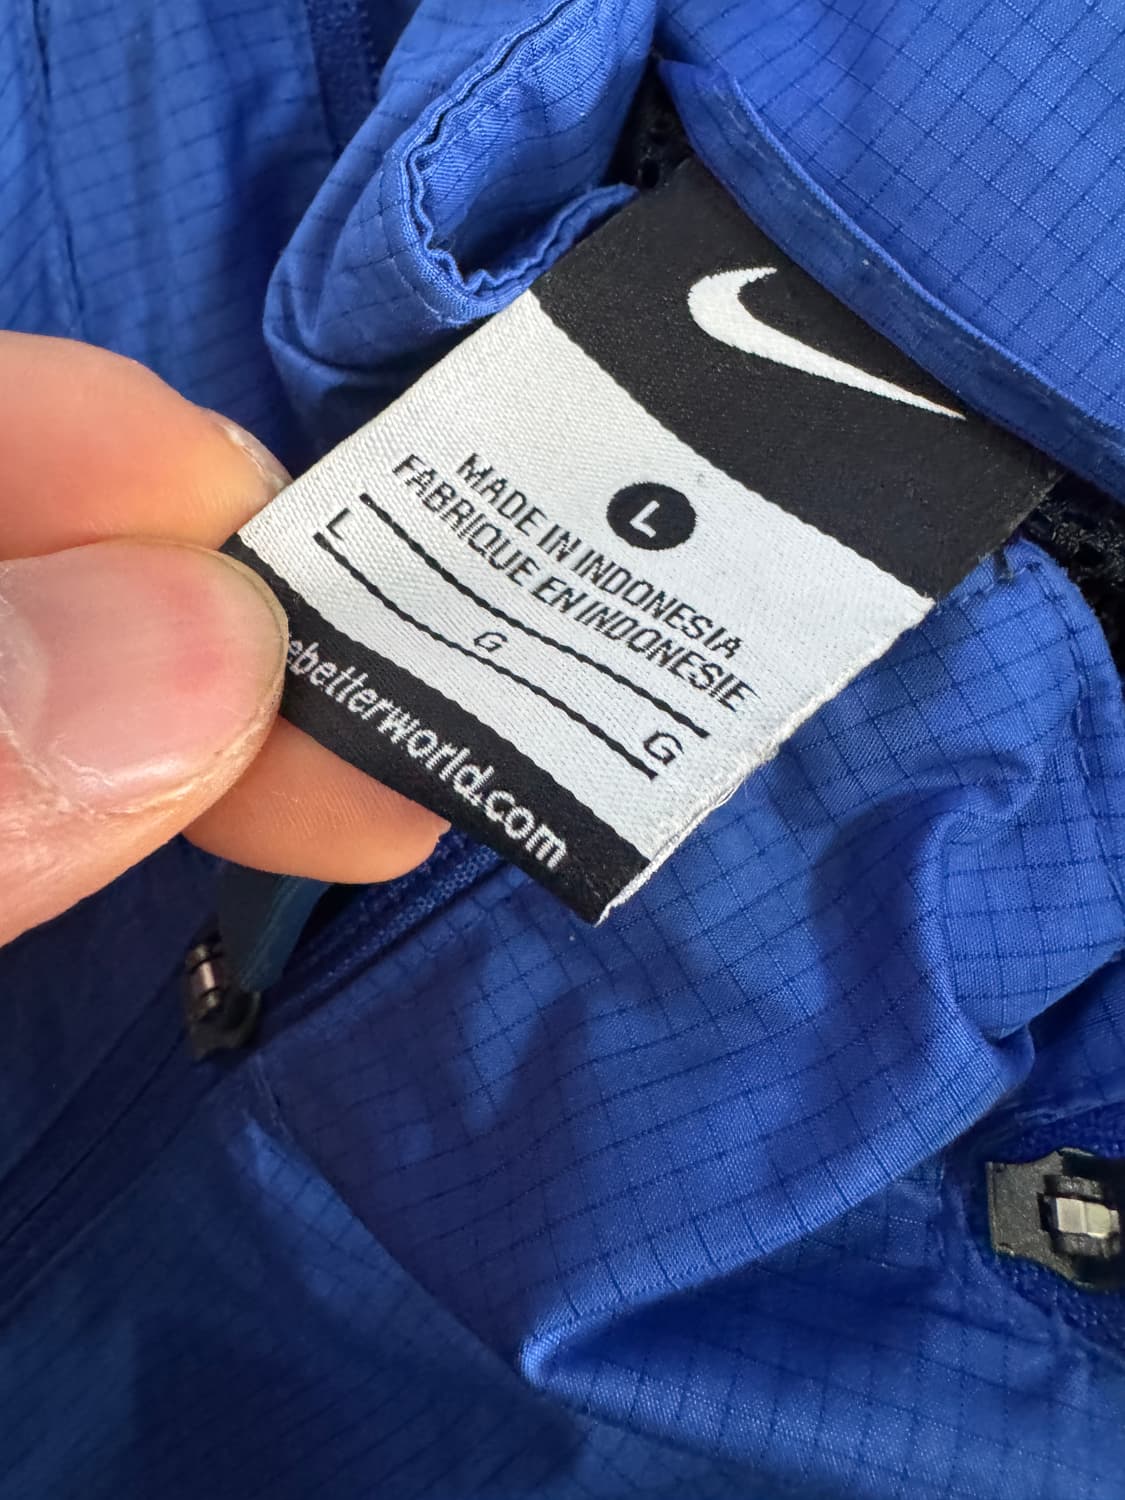 L
MADE IN INDONESIA
FABRIQUE EN INDONESIE
L G G
ebetterworld.com